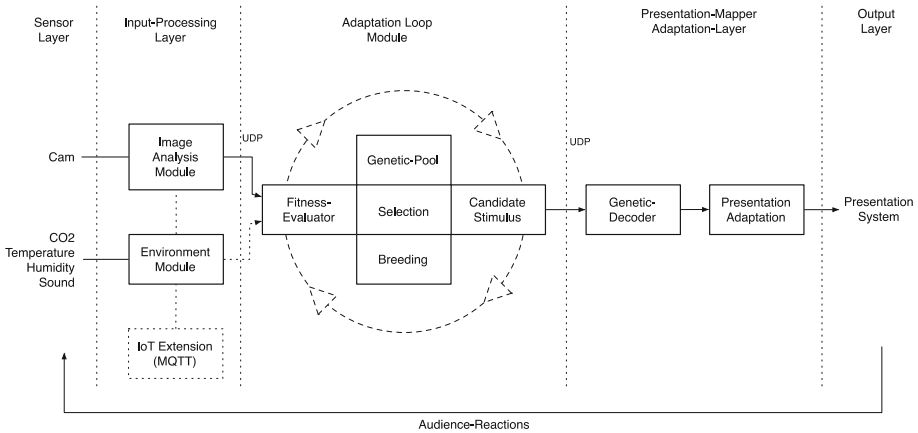 Sensor
Layer
Input-Processing
Layer
Adaptation Loop
Module
Presentation-Mapper
Adaptation-Layer
Output
Layer
Cam
Image
Analysis
Module
UDP
CO2
Temperature
Humidity
Sound
Environment
Module
IoT Extension
(MQTT)
Genetic-Pool
Fitness-
Evaluator
Selection
Candidate
Stimulus
Breeding
UDP
Genetic-
Decoder
Presentation
Adaptation
Presentation
System
Audience-Reactions